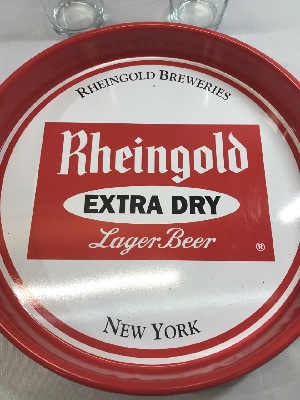 RHEINGOLD BREWERIES
Rheingold
EXTRA DRY
Lager Beer
®
NEW YORK